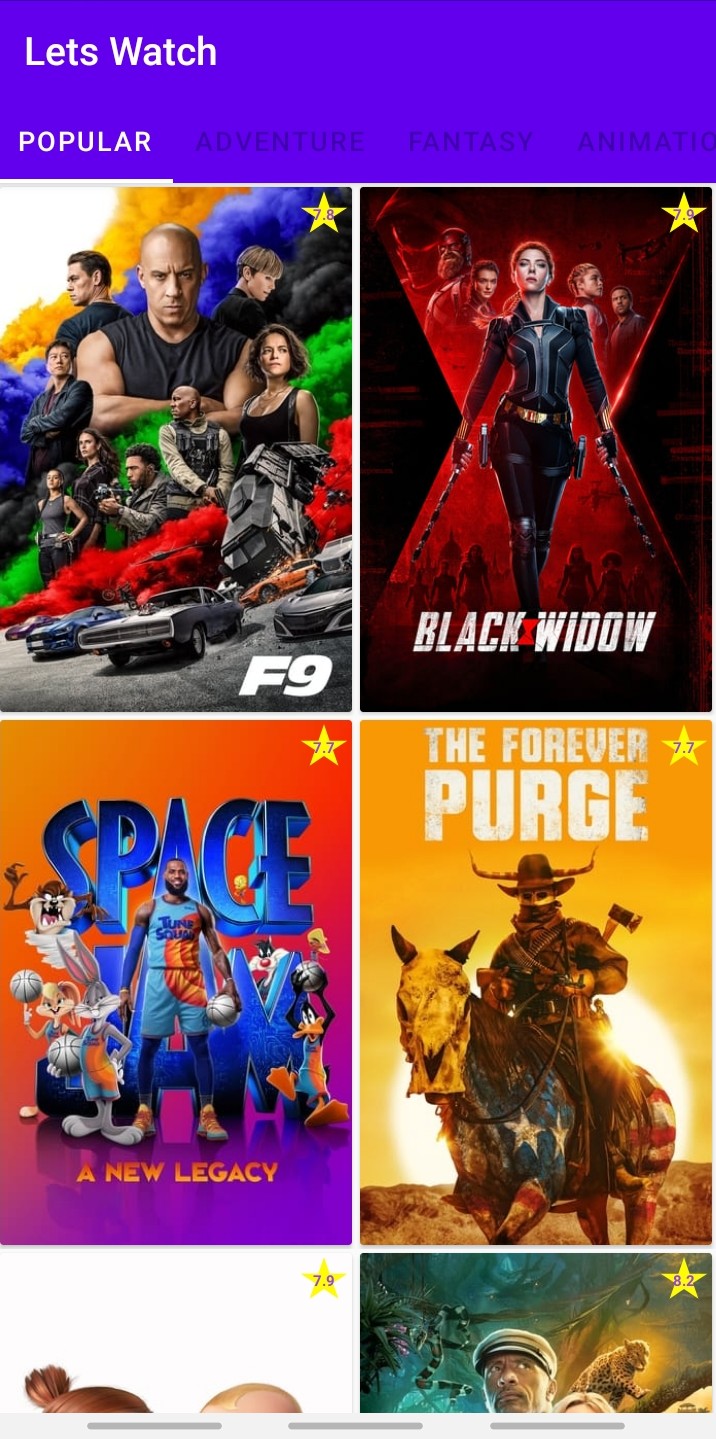 Lets Watch
POPULAR ADVENTURE FANTASY ANIMATIO
7.8
F9
7.9
BLACK WIDOW
7.7
SPACE
JAM
TUNE
SQUAD
A NEW LEGACY
7.7
THE FOREVER
PURGE
7.9
8.2